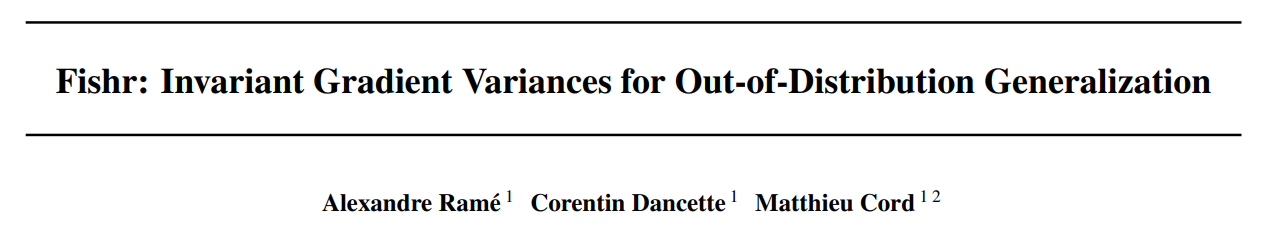 Fishr: Invariant Gradient Variances for Out-of-Distribution Generalization
Alexandre Ramé 1 Corentin Dancette 1 Matthieu Cord 1 2